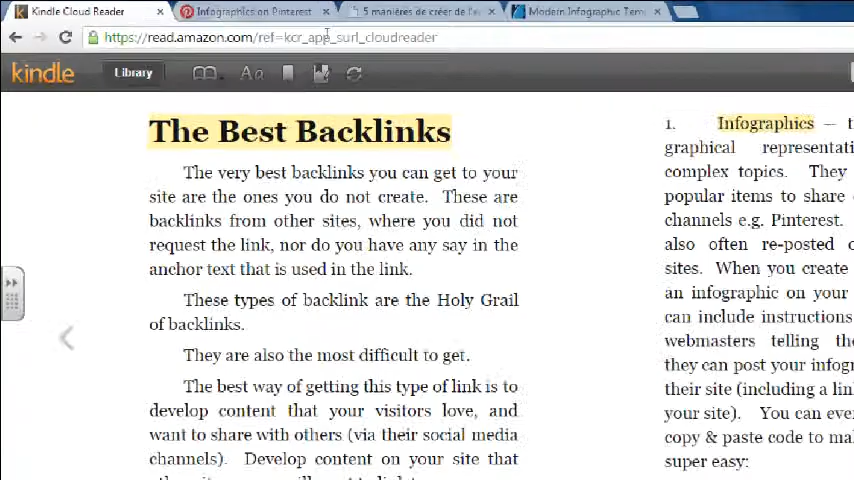 Kindle Cloud Reader
Infographics on Pinterest
5 manières de créer de l'e
Modern Infographic Tem
https://read.amazon.com/ref=kcr_app_surl_cloudreader
kindle
Library
Aa
The Best Backlinks
The very best backlinks you can get to your
site are the ones you do not create. These are
backlinks from other sites, where you did not
request the link, nor do you have any say in the
anchor text that is used in the link.
These types of backlink are the Holy Grail
of backlinks.
They are also the most difficult to get.
The best way of getting this type of link is to
develop content that your visitors love, and
want to share with others (via their social media
channels). Develop content on your site that
1. Infographics – t
graphical representati
complex topics. They
popular items to share
channels e.g. Pinterest.
also often re-posted o
sites. When you create
an infographic on your
can include instructions
webmasters telling the
they can post your infog
their site (including a lin
your site). You can eve
copy & paste code to mak
super easy: